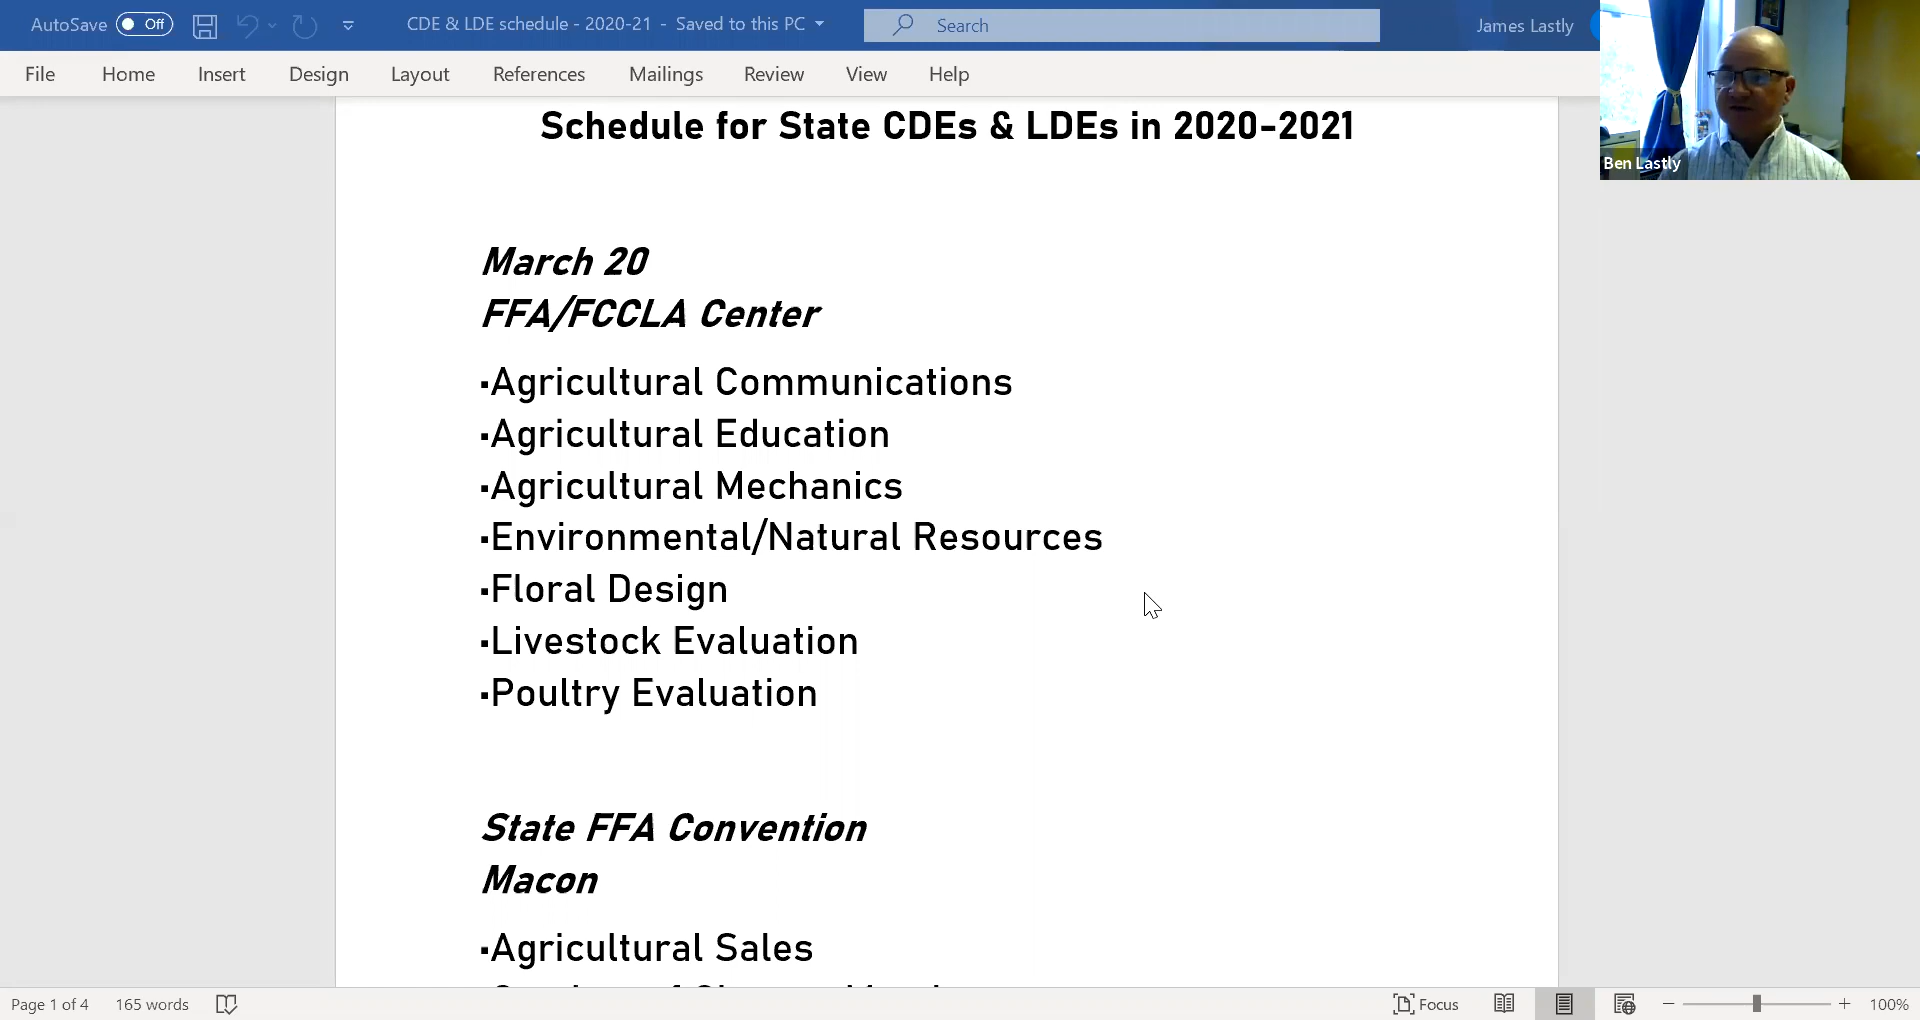 AutoSave Off CDE & LDE schedule - 2020-21 - Saved to this PC Search James Lastly
File Home Insert Design Layout References Mailings Review View Help
Ben Lastly
Schedule for State CDEs & LDEs in 2020-2021
March 20
FFA/FCCLA Center
▪Agricultural Communications
▪Agricultural Education
▪Agricultural Mechanics
▪Environmental/Natural Resources
▪Floral Design
▪Livestock Evaluation
▪Poultry Evaluation
State FFA Convention
Macon
▪Agricultural Sales
Page 1 of 4 165 words Focus 100%